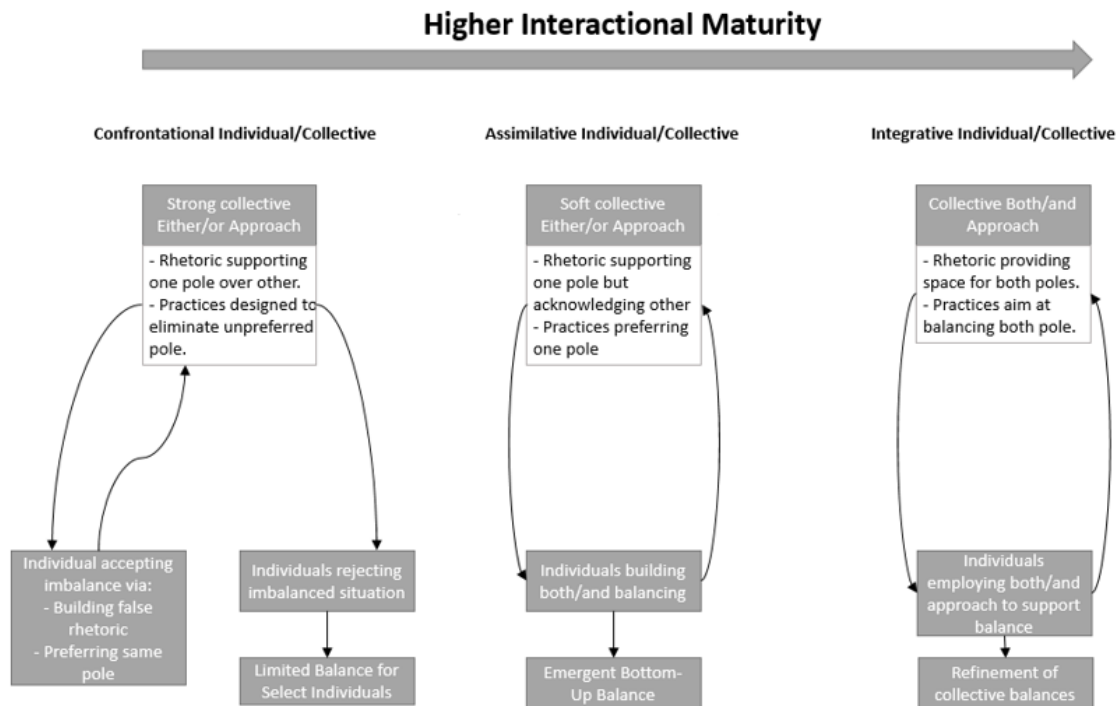 Higher Interactional Maturity
Confrontational Individual/Collective
Strong collective
Either/or Approach
- Rhetoric supporting
one pole over other.
- Practices designed to
eliminate unpreferred
pole.
Individual accepting
imbalance via:
- Building false
rhetoric
- Preferring same
pole
Individuals rejecting
imbalanced situation
Limited Balance for
Select Individuals
Assimilative Individual/Collective
Soft collective
Either/or Approach
- Rhetoric supporting
one pole but
acknowledging other
- Practices preferring
one pole
Individuals building
both/and balancing
Emergent Bottom-
Up Balance
Integrative Individual/Collective
Collective Both/and
Approach
- Rhetoric providing
space for both poles.
- Practices aim at
balancing both pole.
Individuals
employing both/and
approach to support
balance
Refinement of
collective balances